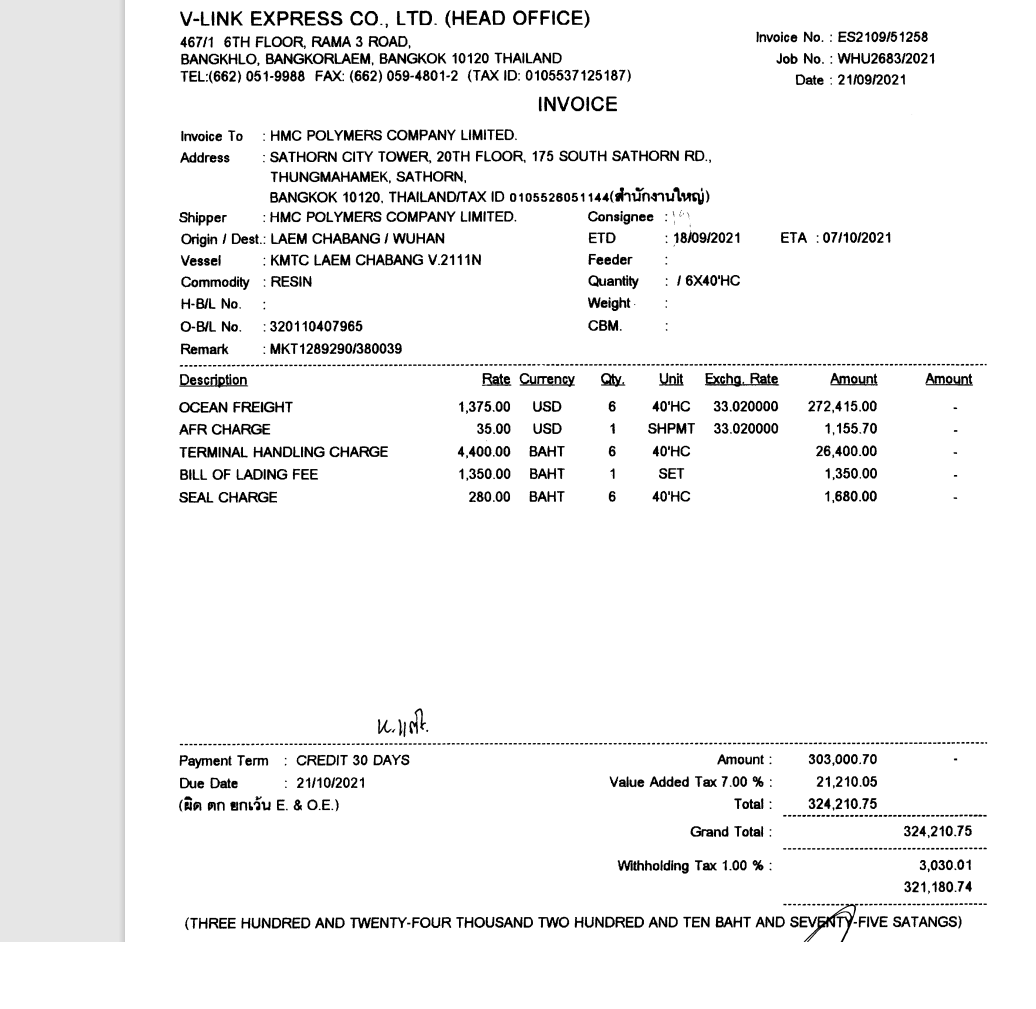 V-LINK EXPRESS CO., LTD. (HEAD OFFICE)
467/1 6TH FLOOR, RAMA 3 ROAD,
BANGKHLO, BANGKORLAEM, BANGKOK 10120 THAILAND
TEL:(662) 051-9988 FAX: (662) 059-4801-2 (TAX ID: 0105537125187)
Invoice No. : ES2109/51258
Job No. : WHU2683/2021
Date : 21/09/2021
INVOICE
Invoice To : HMC POLYMERS COMPANY LIMITED.
Address : SATHORN CITY TOWER, 20TH FLOOR, 175 SOUTH SATHORN RD.,
THUNGMAHAMEK, SATHORN,
BANGKOK 10120, THAILAND/TAX ID 0105526051144(สำนักงานใหญ่)
Shipper : HMC POLYMERS COMPANY LIMITED. Consignee :
Origin / Dest.: LAEM CHABANG / WUHAN ETD : 18/09/2021 ETA : 07/10/2021
Vessel : KMTC LAEM CHABANG V.2111N Feeder :
Commodity : RESIN Quantity : / 6X40'HC
H-B/L No. : Weight :
O-B/L No. : 320110407965 CBM. :
Remark : MKT1289290/380039
Description Rate Currency Qty. Unit Exchg. Rate Amount Amount
OCEAN FREIGHT 1,375.00 USD 6 40'HC 33.020000 272,415.00 -
AFR CHARGE 35.00 USD 1 SHPMT 33.020000 1,155.70 -
TERMINAL HANDLING CHARGE 4,400.00 BAHT 6 40'HC 26,400.00 -
BILL OF LADING FEE 1,350.00 BAHT 1 SET 1,350.00 -
SEAL CHARGE 280.00 BAHT 6 40'HC 1,680.00 -
Payment Term : CREDIT 30 DAYS Amount : 303,000.70 -
Due Date : 21/10/2021 Value Added Tax 7.00 % : 21,210.05
(ผิด ตก ยกเว้น E. & O.E.) Total : 324,210.75
Grand Total : 324,210.75
Withholding Tax 1.00 % : 3,030.01
321,180.74
(THREE HUNDRED AND TWENTY-FOUR THOUSAND TWO HUNDRED AND TEN BAHT AND SEVENTY-FIVE SATANGS)